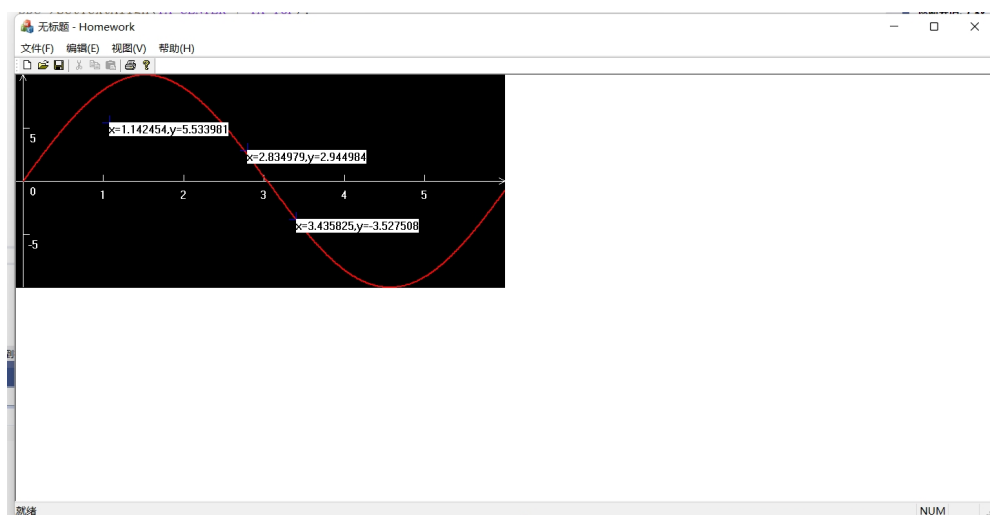 无标题 - Homework
文件(F) 编辑(E) 视图(V) 帮助(H)
5
x=1.142454,y=5.533981
x=2.834979,y=2.944984
0 1 2 3 4 5
x=3.435825,y=-3.527508
-5
到
就绪 NUM